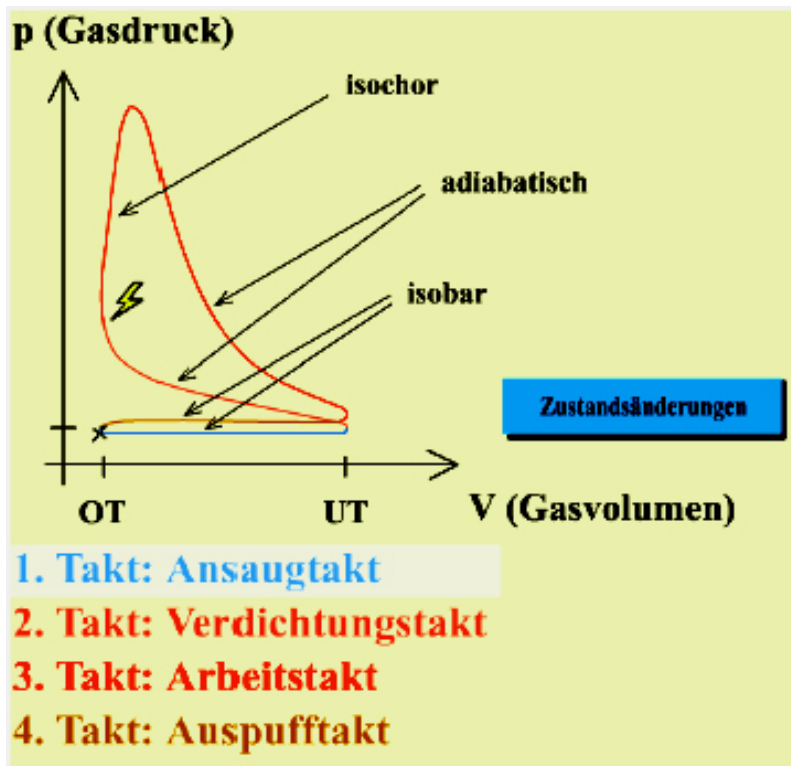 p (Gasdruck)
isochor
adiabatisch
isobar
Zustandsänderungen
OT
UT
V (Gasvolumen)
1. Takt: Ansaugtakt
2. Takt: Verdichtungstakt
3. Takt: Arbeitstakt
4. Takt: Auspufftakt